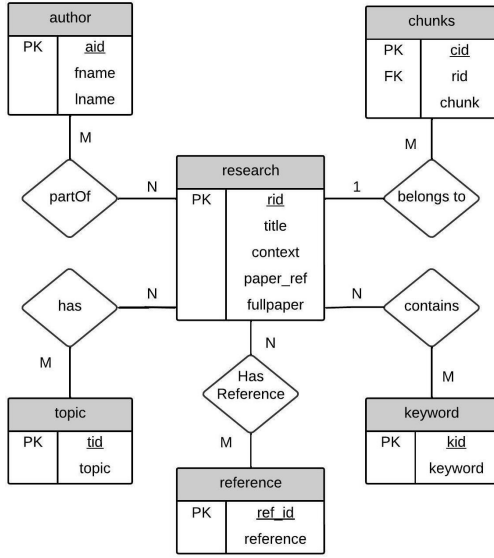 author
PK aid
fname
lname
chunks
PK cid
FK rid
chunk
M
M
partOf
N
research
PK rid
title
context
paper_ref
fullpaper
1
belongs to
has
N
N
contains
M
N
M
Has
Reference
topic
PK tid
topic
M
keyword
PK kid
keyword
reference
PK ref_id
reference